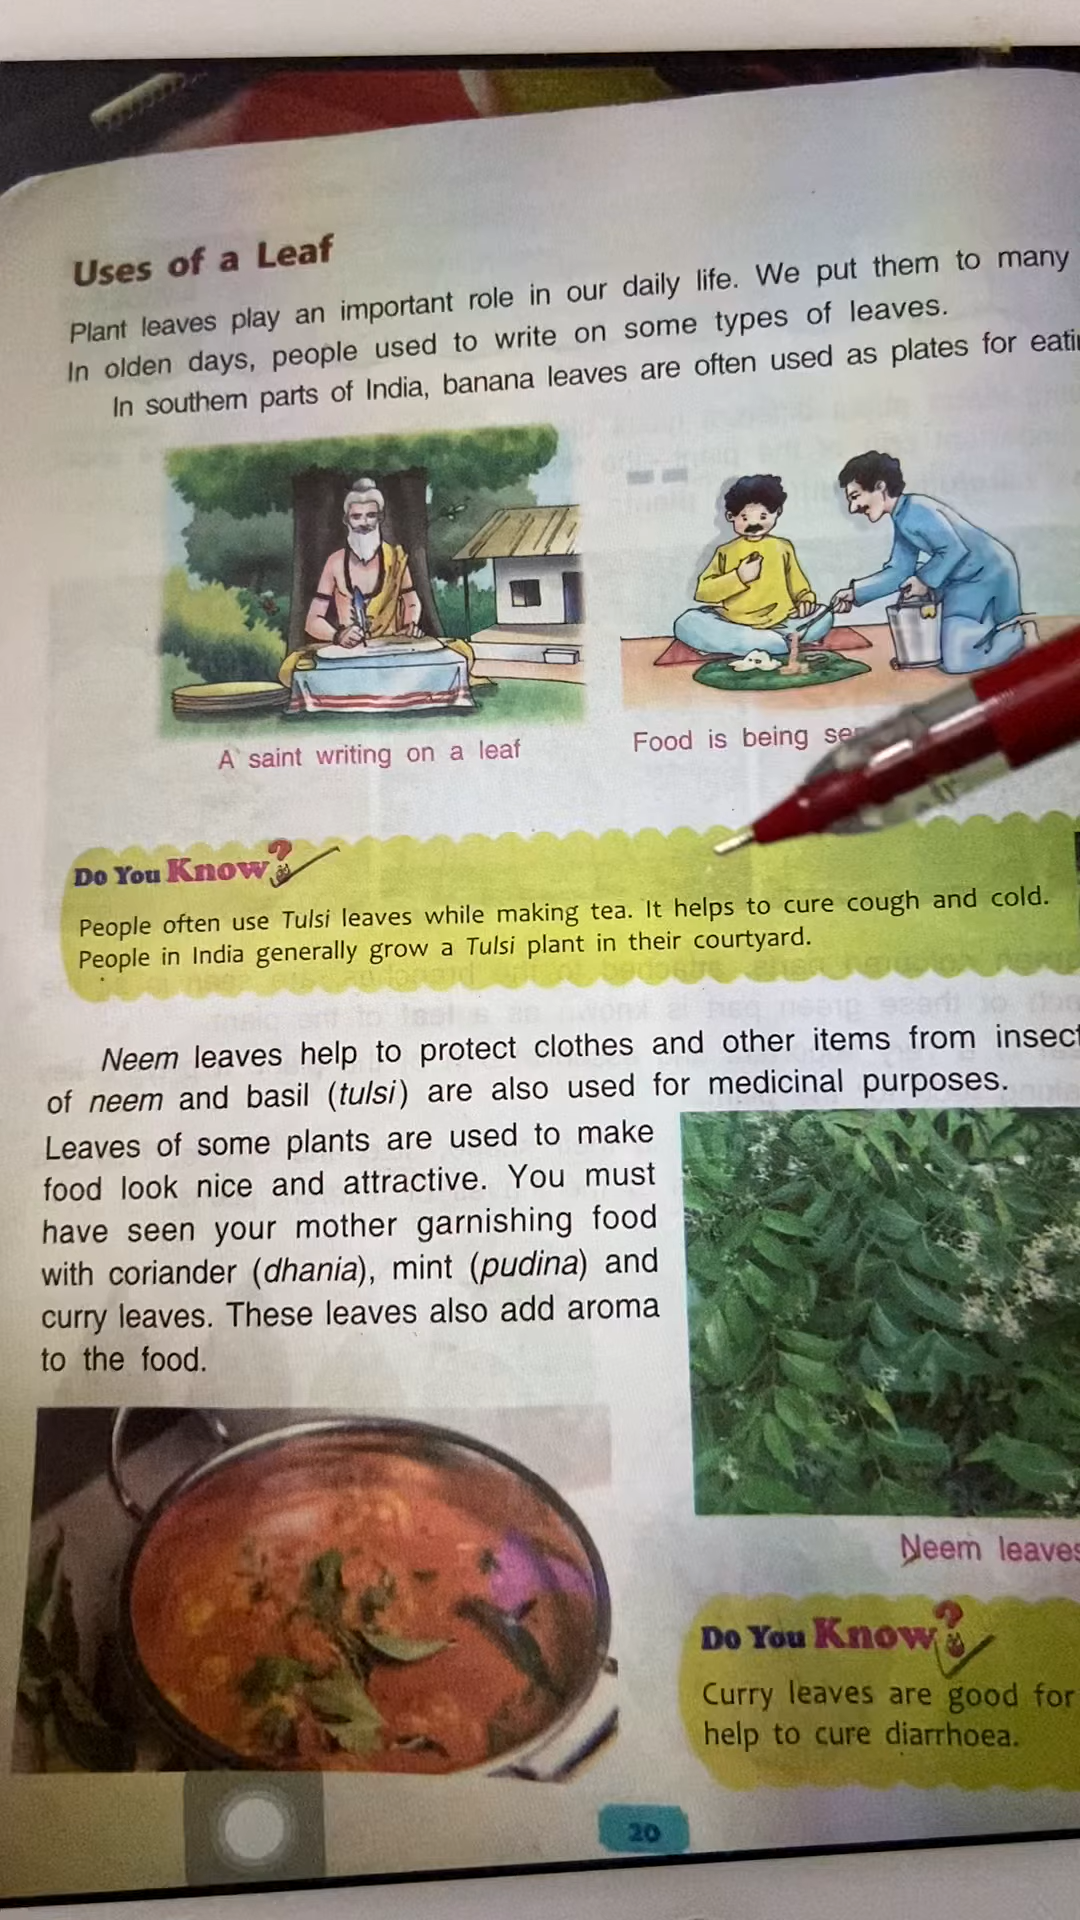 Uses of a Leaf
Plant leaves play an important role in our daily life. We put them to many
In olden days, people used to write on some types of leaves.
In southern parts of India, banana leaves are often used as plates for
A saint writing on a leaf
Food is being
Do You Know?
People often use Tulsi leaves while making tea. It helps to cure cough and cold.
People in India generally grow a Tulsi plant in their courtyard.
Neem leaves help to protect clothes and other items from
of neem and basil (tulsi) are also used for medicinal purposes.
Leaves of some plants are used to make
food look nice and attractive. You must
have seen your mother garnishing food
with coriander (dhania), mint (pudina) and
curry leaves. These leaves also add aroma
to the food.
Neem leaves
Do You Know?
Curry leaves are good for
help to cure diarrhoea.
20